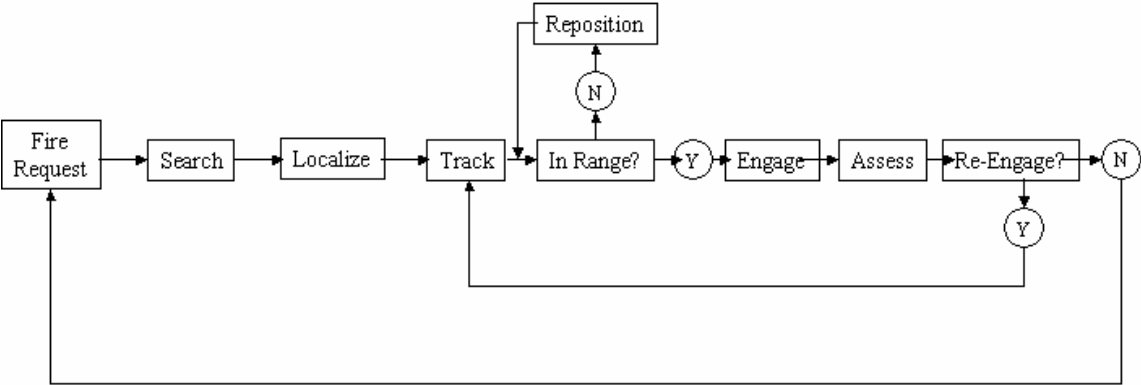 Reposition
N
Fire
Request
Search
Localize
Track
In Range?
Y
Engage
Assess
Re-Engage?
N
Y